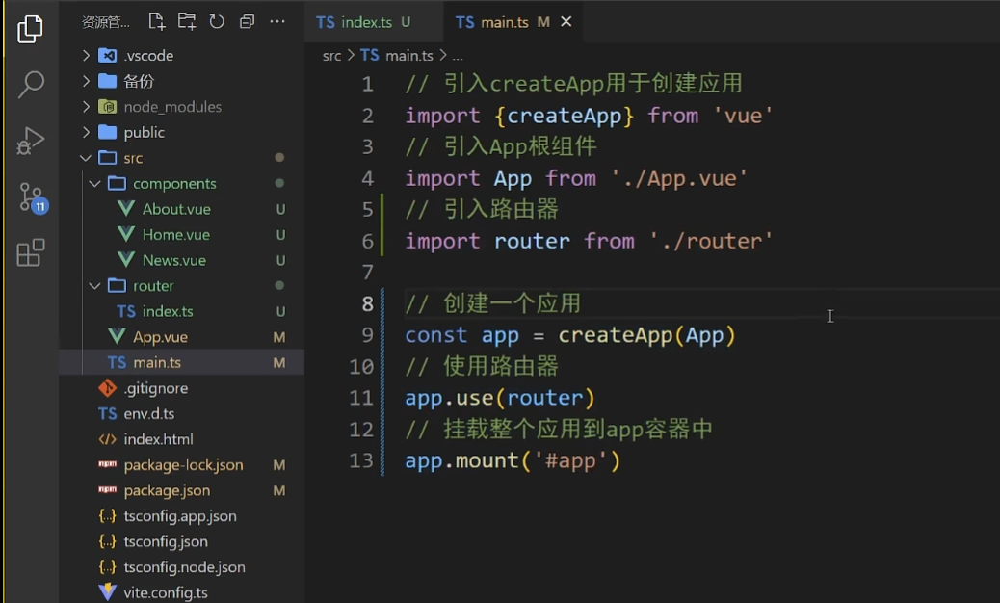 资源管...
.vscode
备份
node_modules
public
src
components
About.vue U
Home.vue U
News.vue U
router
TS index.ts U
App.vue M
TS main.ts M
.gitignore
TS env.d.ts
index.html
npm package-lock.json M
npm package.json M
{..} tsconfig.app.json
{..} tsconfig.json
{..} tsconfig.node.json
vite.config.ts
11
TS index.ts U
TS main.ts M
src > TS main.ts > ...
1 // 引入createApp用于创建应用
2 import {createApp} from 'vue'
3 // 引入App根组件
4 import App from './App.vue'
5 // 引入路由器
6 import router from './router'
7
8 // 创建一个应用
9 const app = createApp(App)
10 // 使用路由器
11 app.use(router)
12 // 挂载整个应用到app容器中
13 app.mount('#app')